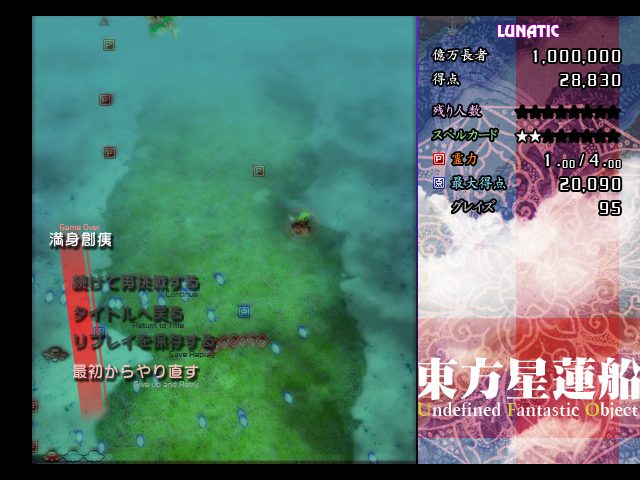 Game Over
満身創痍
続けて再挑戦する
Continue
タイトルへ戻る
Return to Title
リプレイを保存する
Save Replay
最初からやり直す
Give up and Retry
LUNATIC
億万長者 1,000,000
得点 28,830
残り人数
スペルカード
P 霊力 1.00/4.00
最大得点 20,090
グレイズ 95
東方星蓮船
Undefined Fantastic Object